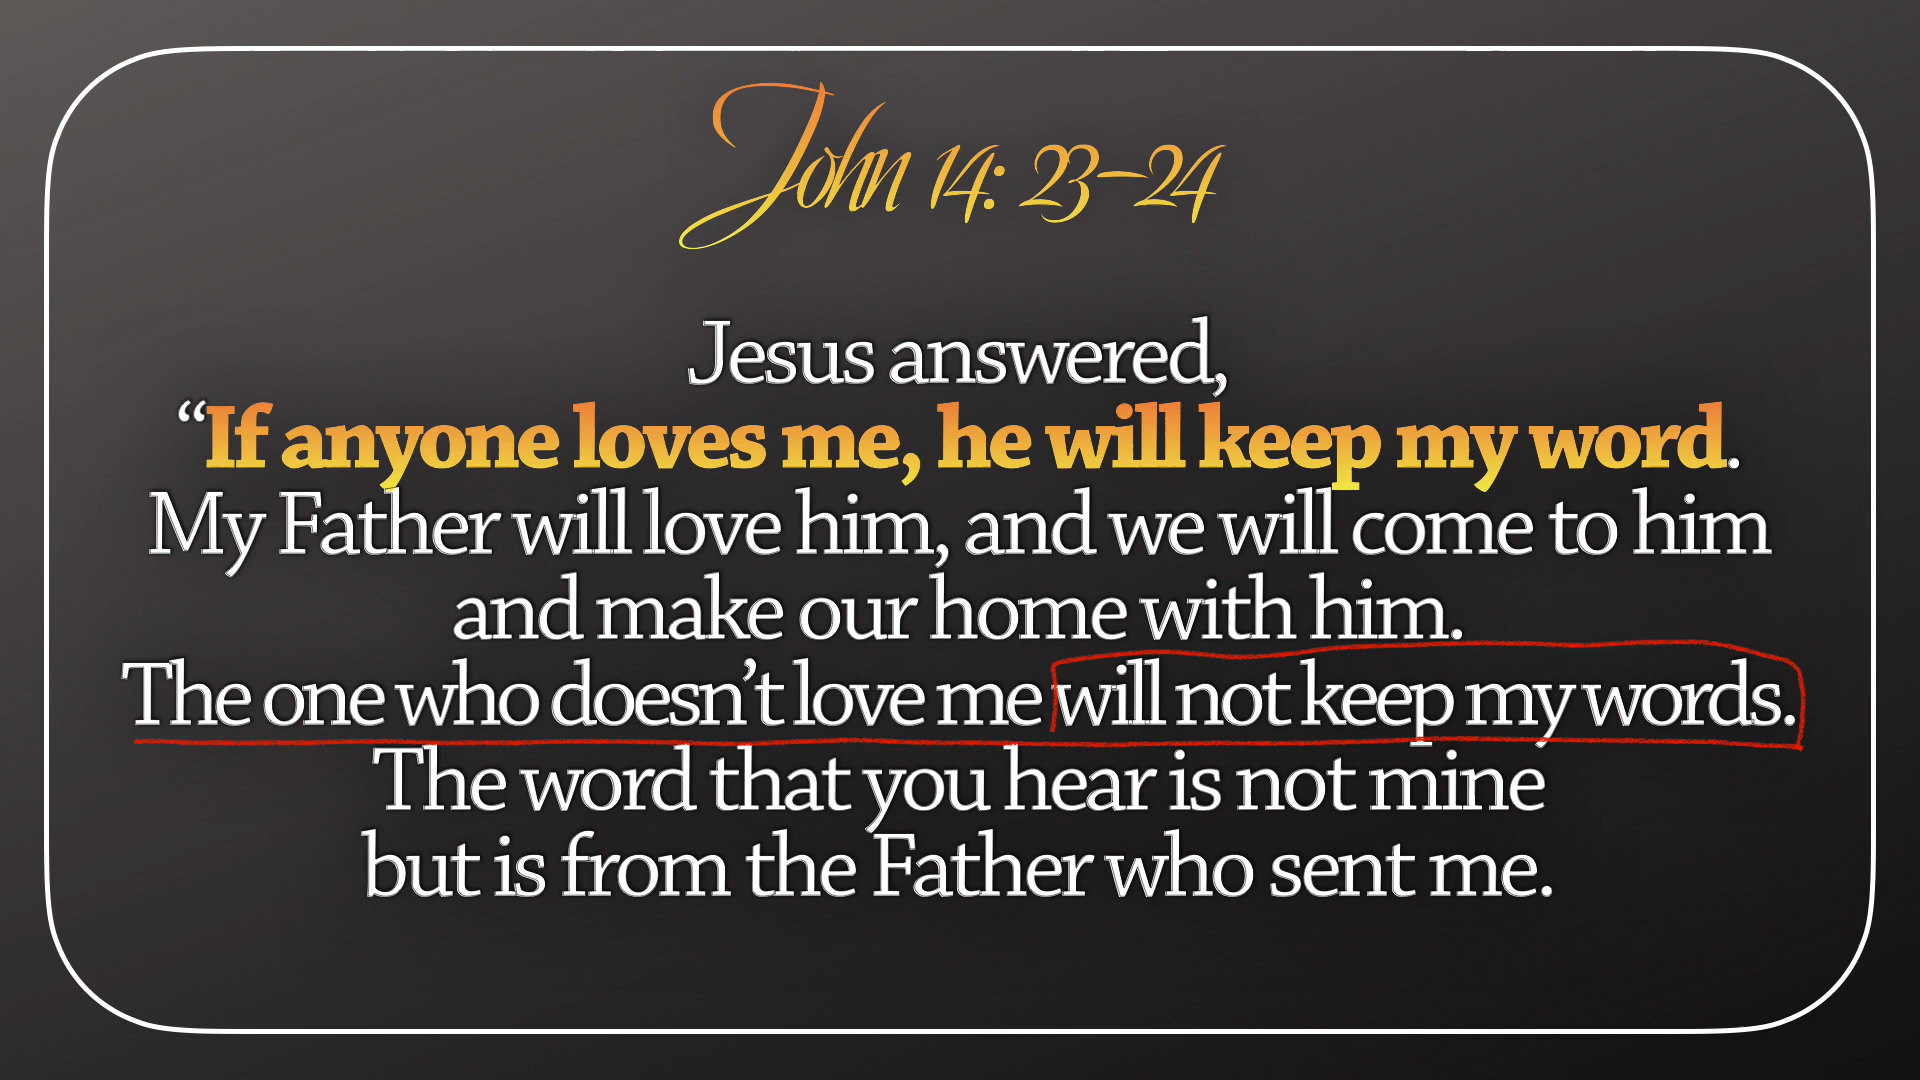 John 14: 23–24
Jesus answered,
“If anyone loves me, he will keep my word.
My Father will love him, and we will come to him
and make our home with him.
The one who doesn’t love me will not keep my words.
The word that you hear is not mine
but is from the Father who sent me.